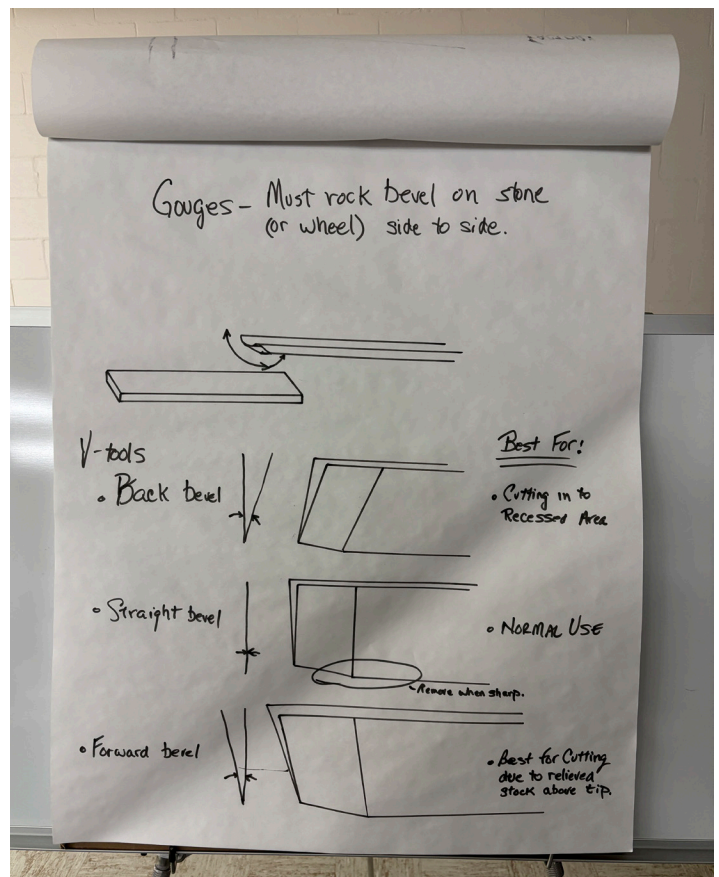 Gouges - Must rock bevel on stone
(or wheel) side to side.
V-tools
Best For!
• Back bevel
• Cutting in to
Recessed Area
• Straight bevel
• NORMAL USE
Remove when sharp.
• Forward bevel
• Best for Cutting
due to relieved
stock above tip.